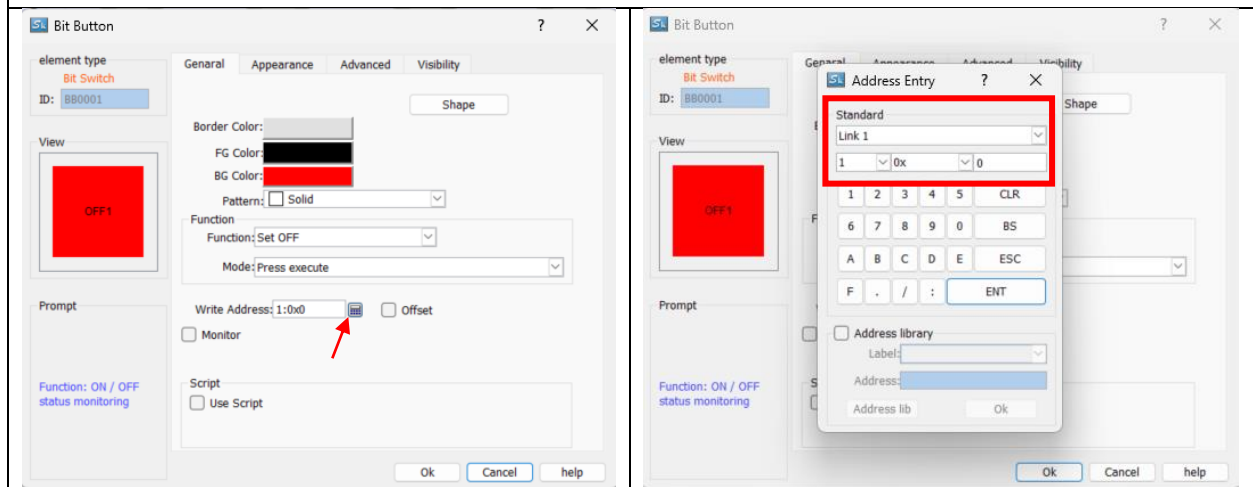 Bit Button ? ×
element type
Bit Switch
ID: BB0001
General Appearance Advanced Visibility
Shape
View
OFF1
Border Color:
FG Color:
BG Color:
Pattern: Solid
Function
Function: Set OFF
Mode: Press execute
Prompt
Write Address: 1:0x0 Offset
Monitor
Function: ON / OFF
status monitoring
Script
Use Script
Ok Cancel help
Bit Button ? ×
element type
Bit Switch
ID: BB0001
Visibility
Shape
View
OFF1
Prompt
Function: ON / OFF
status monitoring
Ok Cancel help
Address Entry ? ×
Standard
Link 1
1 0x 0
1 2 3 4 5 CLR
6 7 8 9 0 BS
A B C D E ESC
F . / : ENT
Address library
Label:
Address:
Address lib Ok